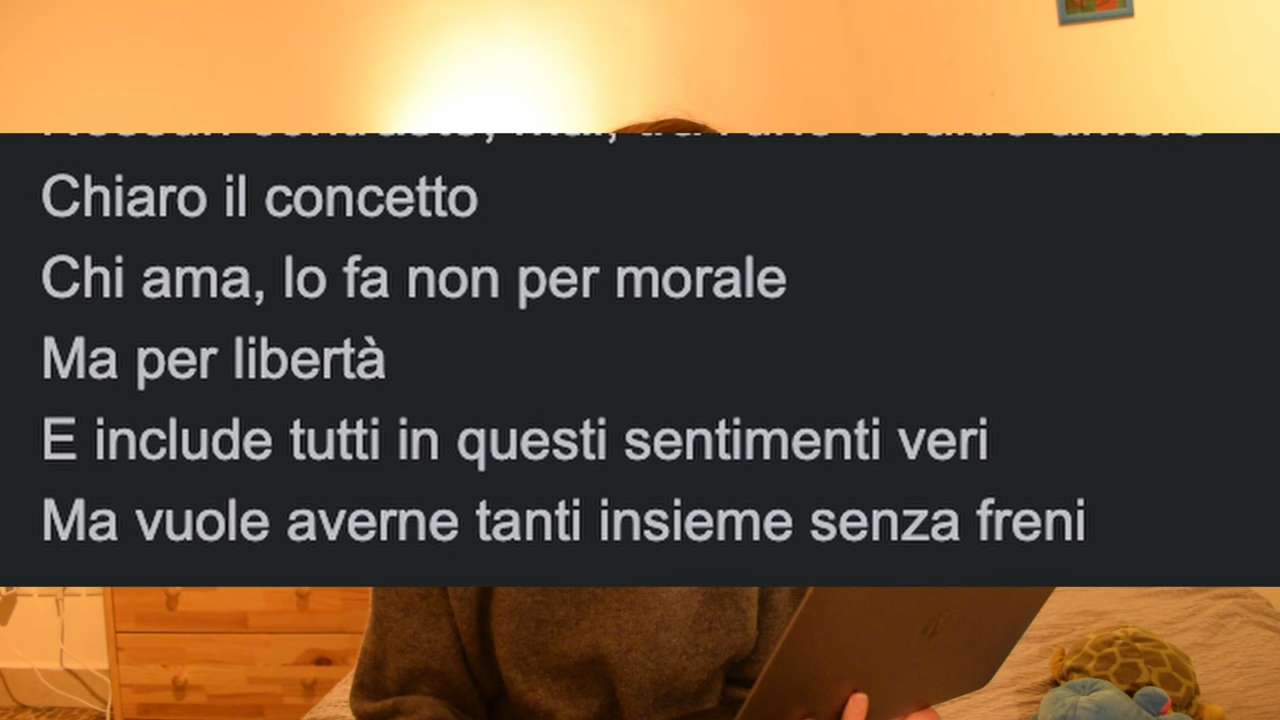 Chiaro il concetto
Chi ama, lo fa non per morale
Ma per libertà
E include tutti in questi sentimenti veri
Ma vuole averne tanti insieme senza freni